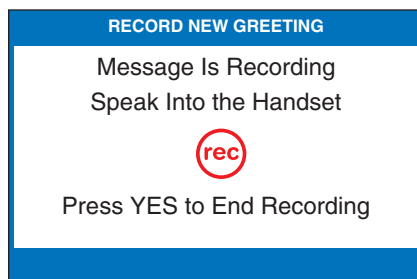 RECORD NEW GREETING
Message Is Recording
Speak Into the Handset
rec
Press YES to End Recording